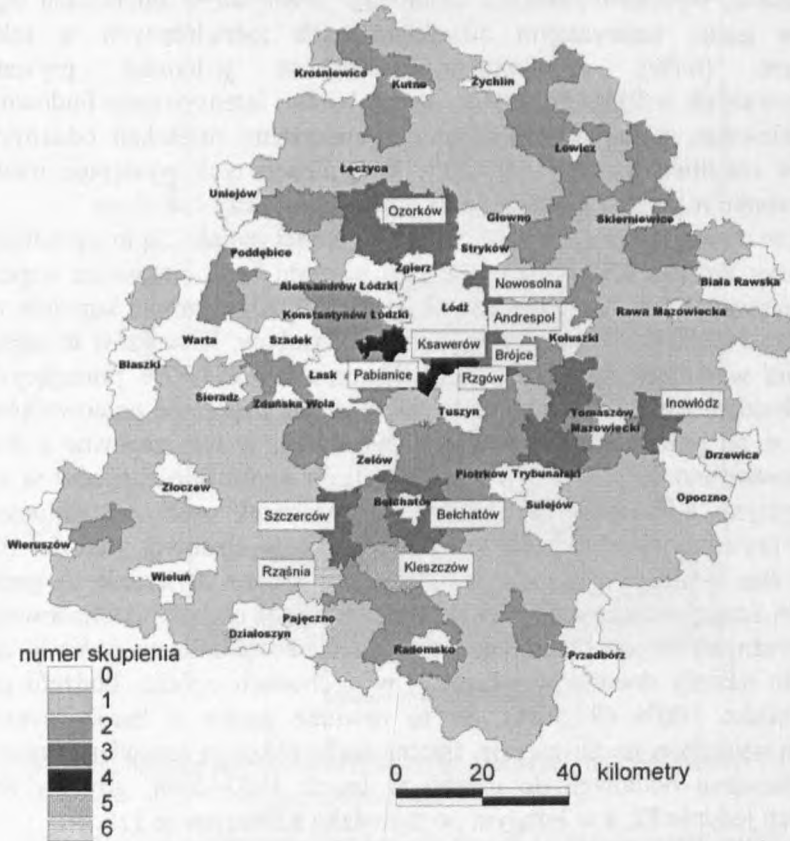 Krośniewice
Kutno
Żychlin
Łowicz
Łęczyca
Uniejów
Ozorków
Głowno
Skierniewice
Stryków
Poddębice
Zgierz
Aleksandrów Łódzki
Nowosolna
Biała Rawska
Konstantynów Łódzki
Łódź
Andrespol
Rawa Mazowiecka
Warta
Szadek
Ksawerów
Koluszki
Błaszki
Łask
Pabianice
Brójce
Rzgów
Sieradz
Zduńska Wola
Tuszyn
Tomaszów
Mazowiecki
Inowłódz
Zelów
Drzewica
Złoczew
Piotrków Trybunalski
Opoczno
Szczerców
Bełchatów
Bełchatów
Sulejów
Wieruszów
Rząśnia
Kleszczów
Wieluń
Pajęczno
Działoszyn
Radomsko
Przedbórz
numer skupienia
0
1
2
3
4
5
6
0 20 40 kilometry